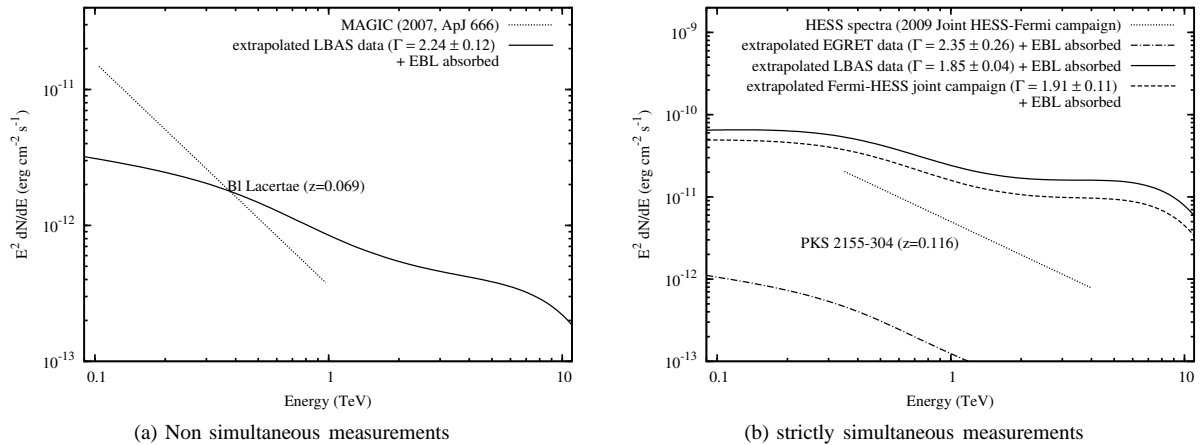 MAGIC (2007, ApJ 666)
extrapolated LBAS data (Γ = 2.24 ± 0.12)
+ EBL absorbed
10⁻¹¹
10⁻¹²
10⁻¹³
E² dN/dE (erg cm⁻² s⁻¹)
Bl Lacertae (z=0.069)
0.1 1 10
Energy (TeV)
(a) Non simultaneous measurements
HESS spectra (2009 Joint HESS-Fermi campaign)
extrapolated EGRET data (Γ = 2.35 ± 0.26) + EBL absorbed
extrapolated LBAS data (Γ = 1.85 ± 0.04) + EBL absorbed
extrapolated Fermi-HESS joint campaign (Γ = 1.91 ± 0.11)
+ EBL absorbed
10⁻⁹
10⁻¹⁰
10⁻¹¹
10⁻¹²
10⁻¹³
E² dN/dE (erg cm⁻² s⁻¹)
PKS 2155-304 (z=0.116)
0.1 1 10
Energy (TeV)
(b) strictly simultaneous measurements